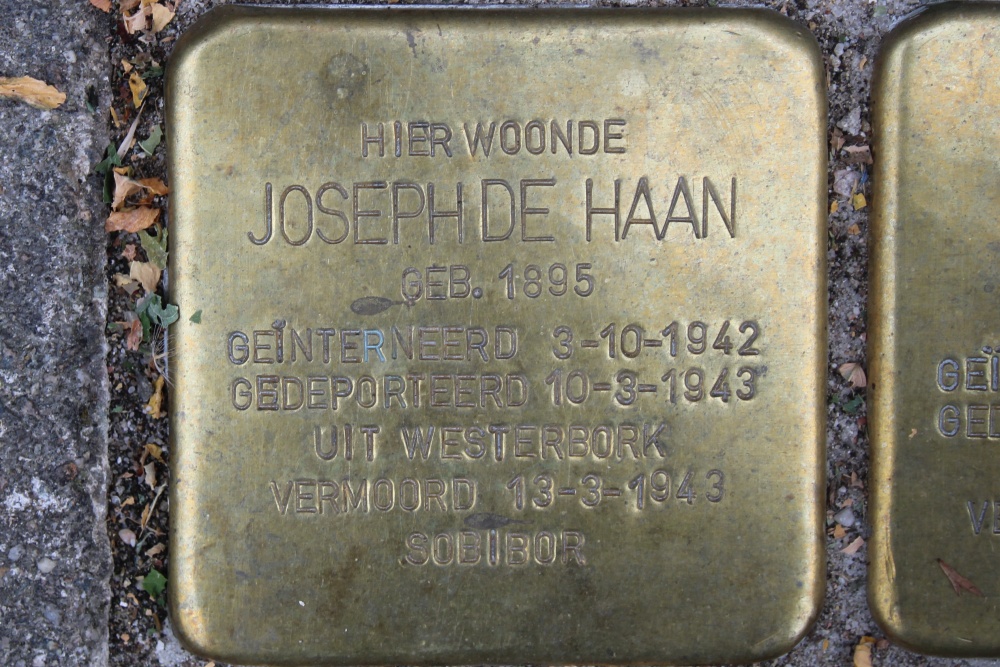 HIER WOONDE
JOSEPH DE HAAN
GEB. 1895
GEÏNTERNEERD 3-10-1942
GEDEPORTEERD 10-3-1943
UIT WESTERBORK
VERMOORD 13-3-1943
SOBIBOR